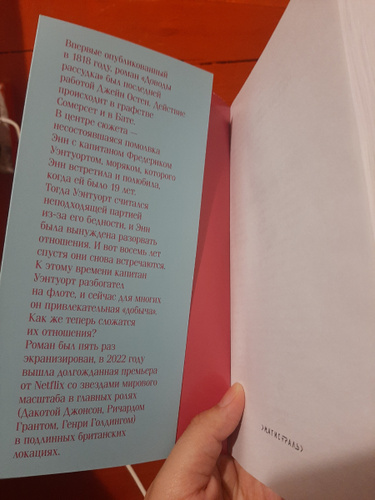 Впервые опубликованный
в 1818 году, роман «Доводы
рассудка» был последней
работой Джейн Остен. Действие
происходит в графстве
Сомерсет и в Бате.
В центре сюжета —
несостоявшаяся помолвка
Энн с капитаном Фредериком
Уэнтуортом, моряком, которого
Энн встретила и полюбила,
когда ей было 19 лет.
Тогда Уэнтуорт считался
неподходящей партией
из-за его бедности, и Энн
была вынуждена разорвать
отношения. И вот восемь лет
спустя они снова встречаются.
К этому времени капитан
Уэнтуорт разбогател
на флоте, и сейчас для многих
он привлекательная «добыча».
Как же теперь сложатся
их отношения?
Роман был пять раз
экранизирован, в 2022 году
вышла долгожданная премьера
от Netflix со звездами мирового
масштаба в главных ролях
(Дакотой Джонсон, Ричардом
Грантом, Генри Голдингом)
в подлинных британских
локациях.
МАГИСТРАЛЬ